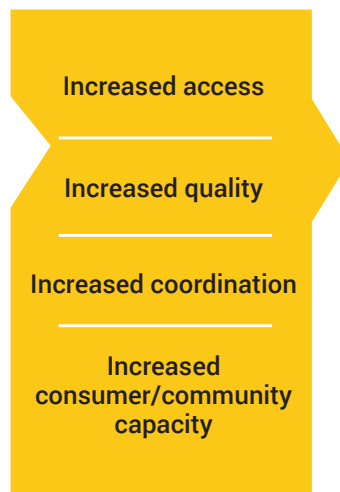 Increased access
Increased quality
Increased coordination
Increased
consumer/community
capacity